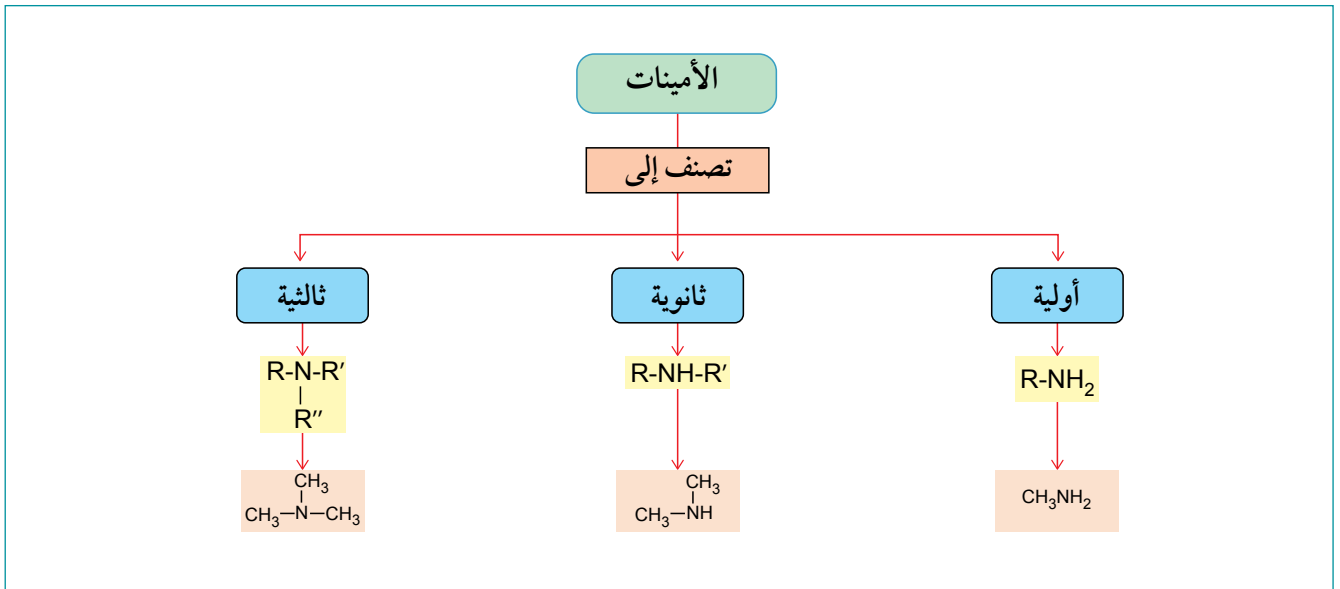 الأمينات
تصنف إلى
أولية
ثانوية
ثالثية
R-NH₂
R-NH-R′
R-N-R′
R′′
CH₃NH₂
CH₃
CH₃—NH
CH₃
CH₃—N—CH₃